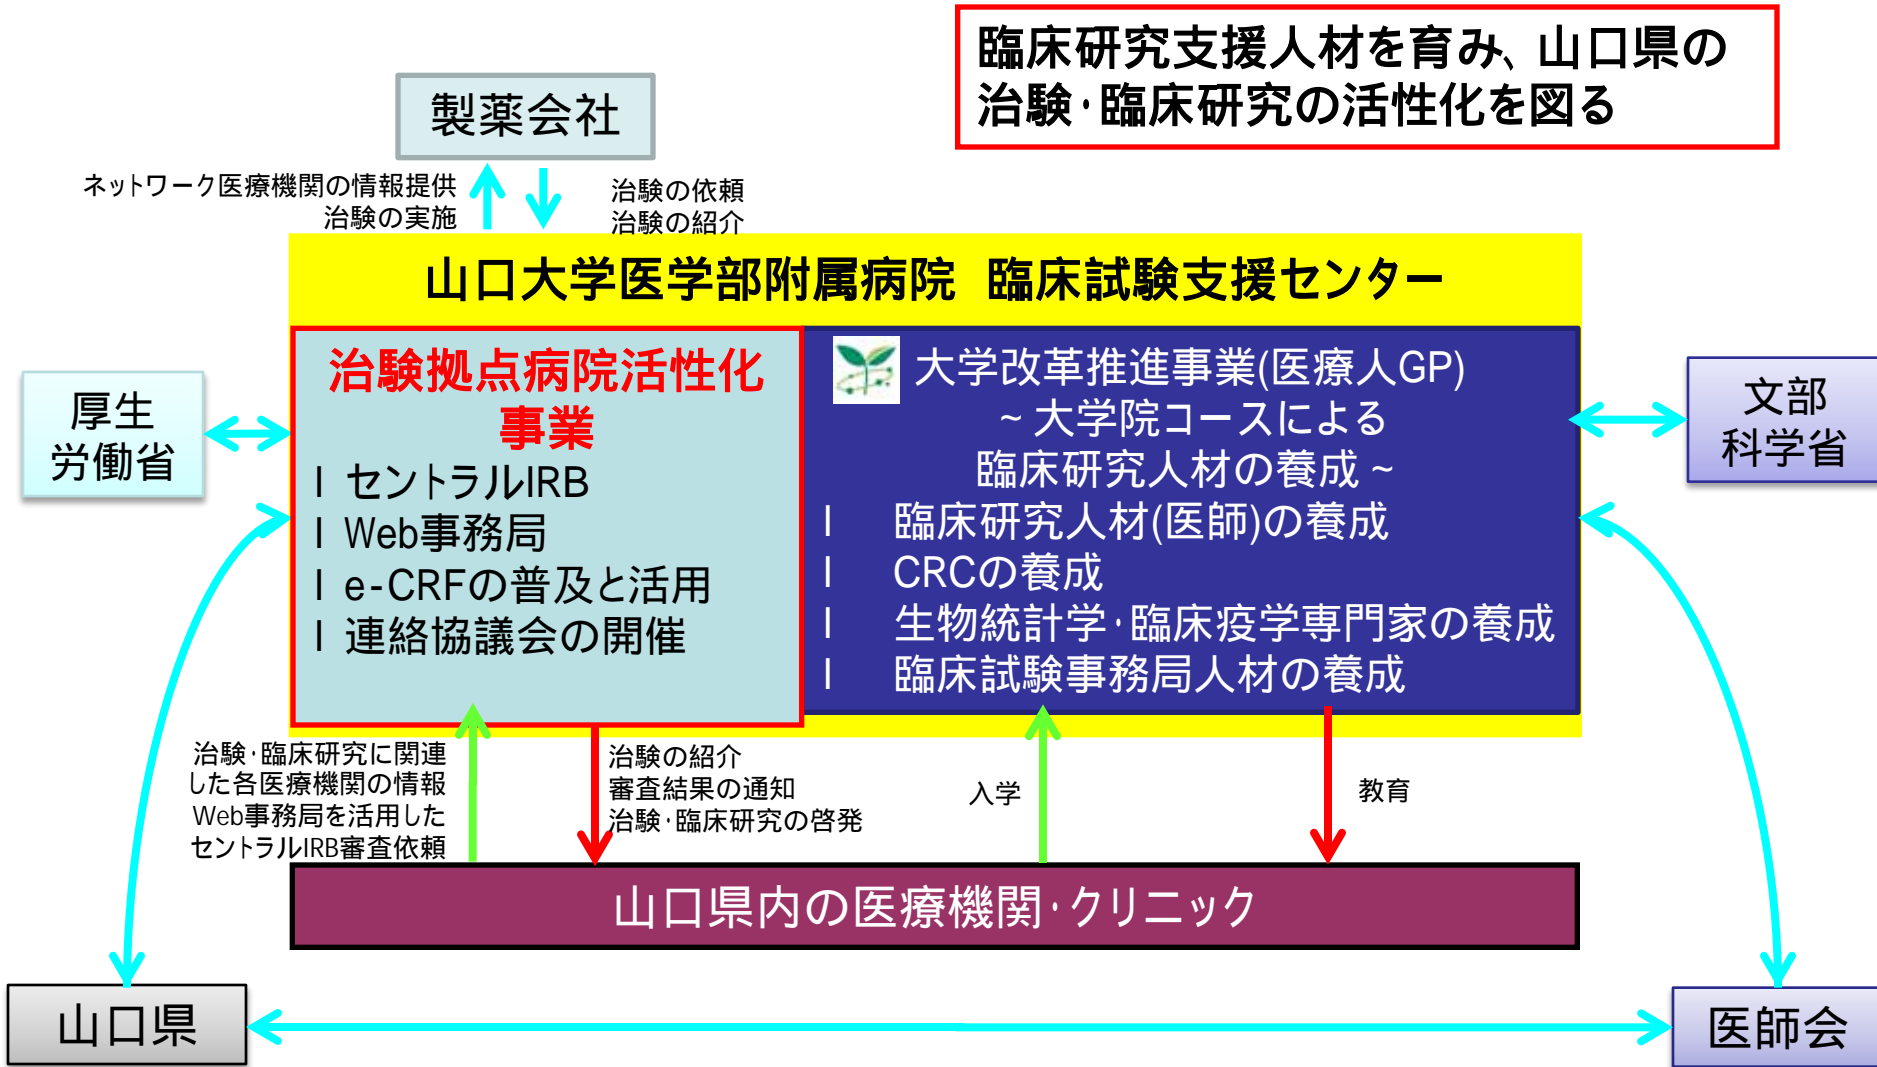 臨床研究支援人材を育み、山口県の
治験・臨床研究の活性化を図る
製薬会社
ネットワーク医療機関の情報提供
治験の実施
治験の依頼
治験の紹介
山口大学医学部附属病院 臨床試験支援センター
治験拠点病院活性化
事業
l セントラルIRB
l Web事務局
l e-CRFの普及と活用
l 連絡協議会の開催
大学改革推進事業(医療人GP)
~大学院コースによる
臨床研究人材の養成~
l 臨床研究人材(医師)の養成
l CRCの養成
l 生物統計学・臨床疫学専門家の養成
l 臨床試験事務局人材の養成
厚生
労働省
文部
科学省
治験・臨床研究に関連
した各医療機関の情報
Web事務局を活用した
セントラルIRB審査依頼
治験の紹介
審査結果の通知
治験・臨床研究の啓発
入学
教育
山口県内の医療機関・クリニック
山口県
医師会